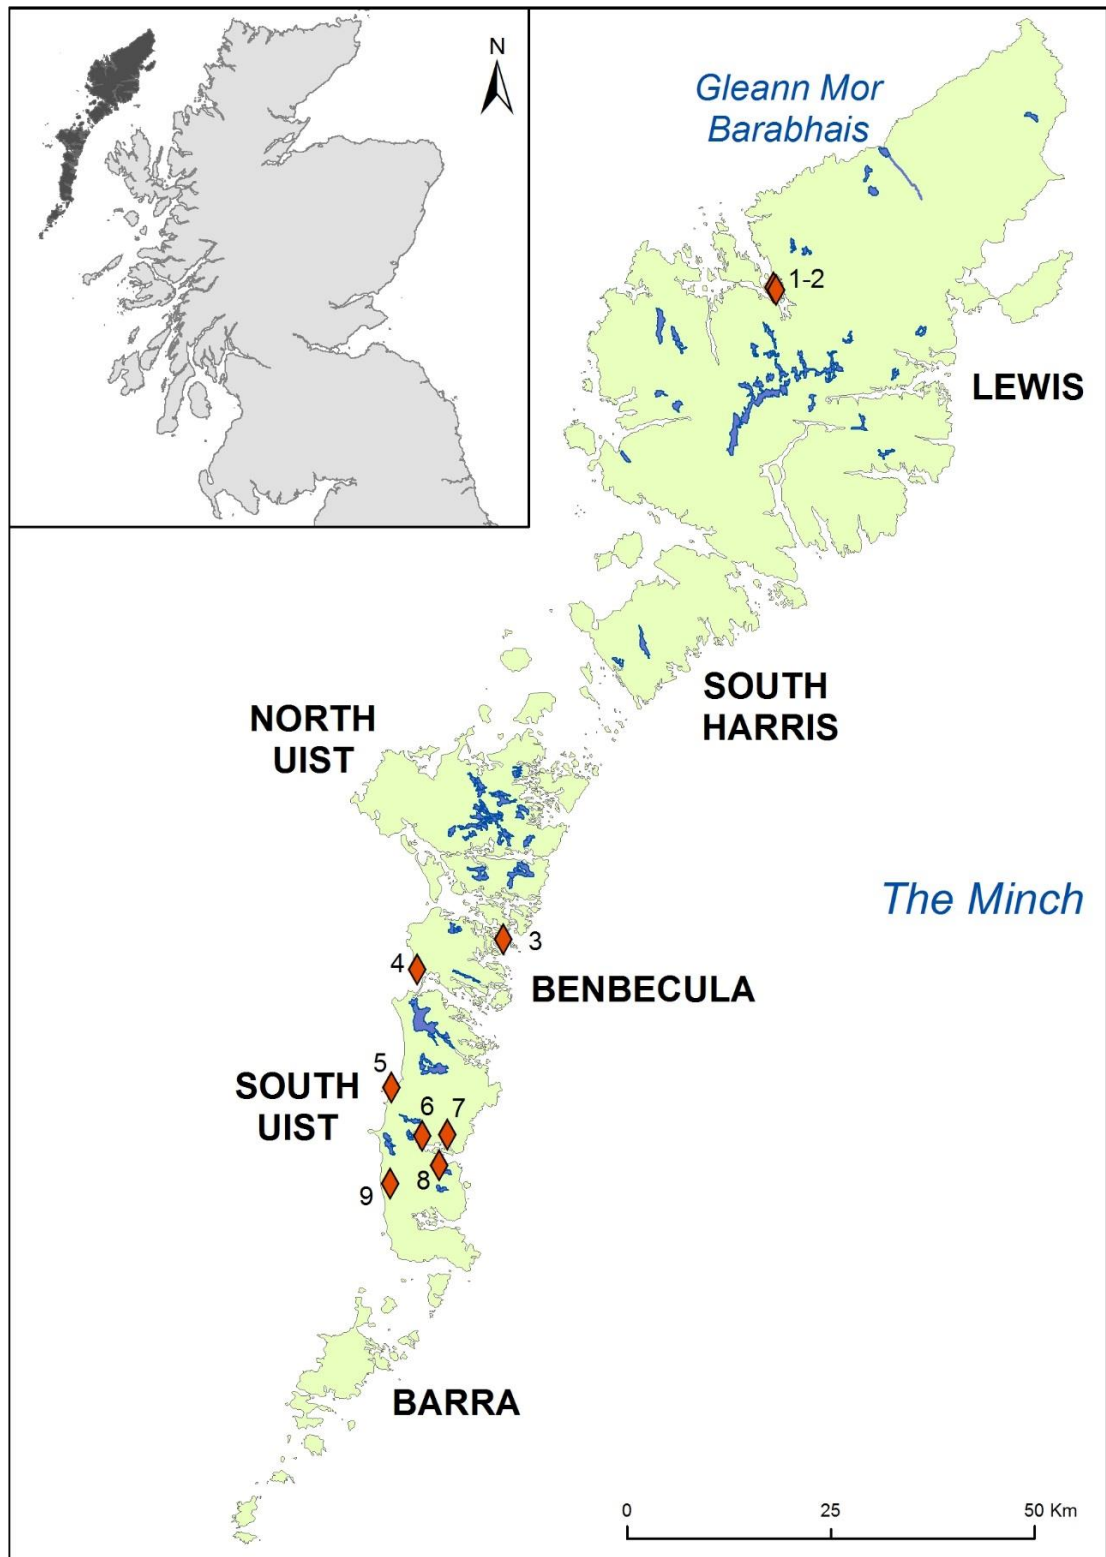 N
Gleann Mor
Barabhais
1-2
LEWIS
SOUTH
HARRIS
NORTH
UIST
The Minch
3
4
BENBECULA
5
SOUTH
UIST
6
7
8
9
BARRA
0
25
50 Km